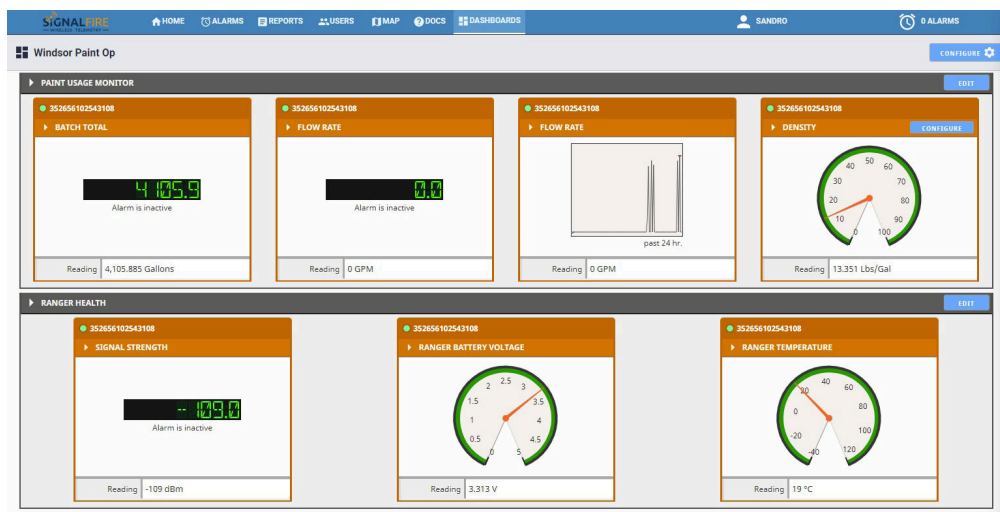 SIGNALFIRE HOME ALARMS REPORTS USERS MAP DOCS DASHBOARDS SANDRO 0 ALARMS
WIRELESS TELEMETRY
Windsor Paint Op CONFIGURE
PAINT USAGE MONITOR EDIT
352656102543108 352656102543108 352656102543108 352656102543108
BATCH TOTAL FLOW RATE FLOW RATE DENSITY CONFIGURE
4105.9
Alarm is inactive
0.0
Alarm is inactive
past 24 hr.
0 10 20 30 40 50 60 70 80 90 100
Reading 4,105.885 Gallons Reading 0 GPM Reading 0 GPM Reading 13.351 Lbs/Gal
RANGER HEALTH EDIT
352656102543108 352656102543108 352656102543108
SIGNAL STRENGTH RANGER BATTERY VOLTAGE RANGER TEMPERATURE
-109.0
Alarm is inactive
0 0.5 1 1.5 2 2.5 3 3.5 4 4.5 5
-40 -20 0 20 40 60 80 100 120
Reading -109 dBm Reading 3.313 V Reading 19 °C